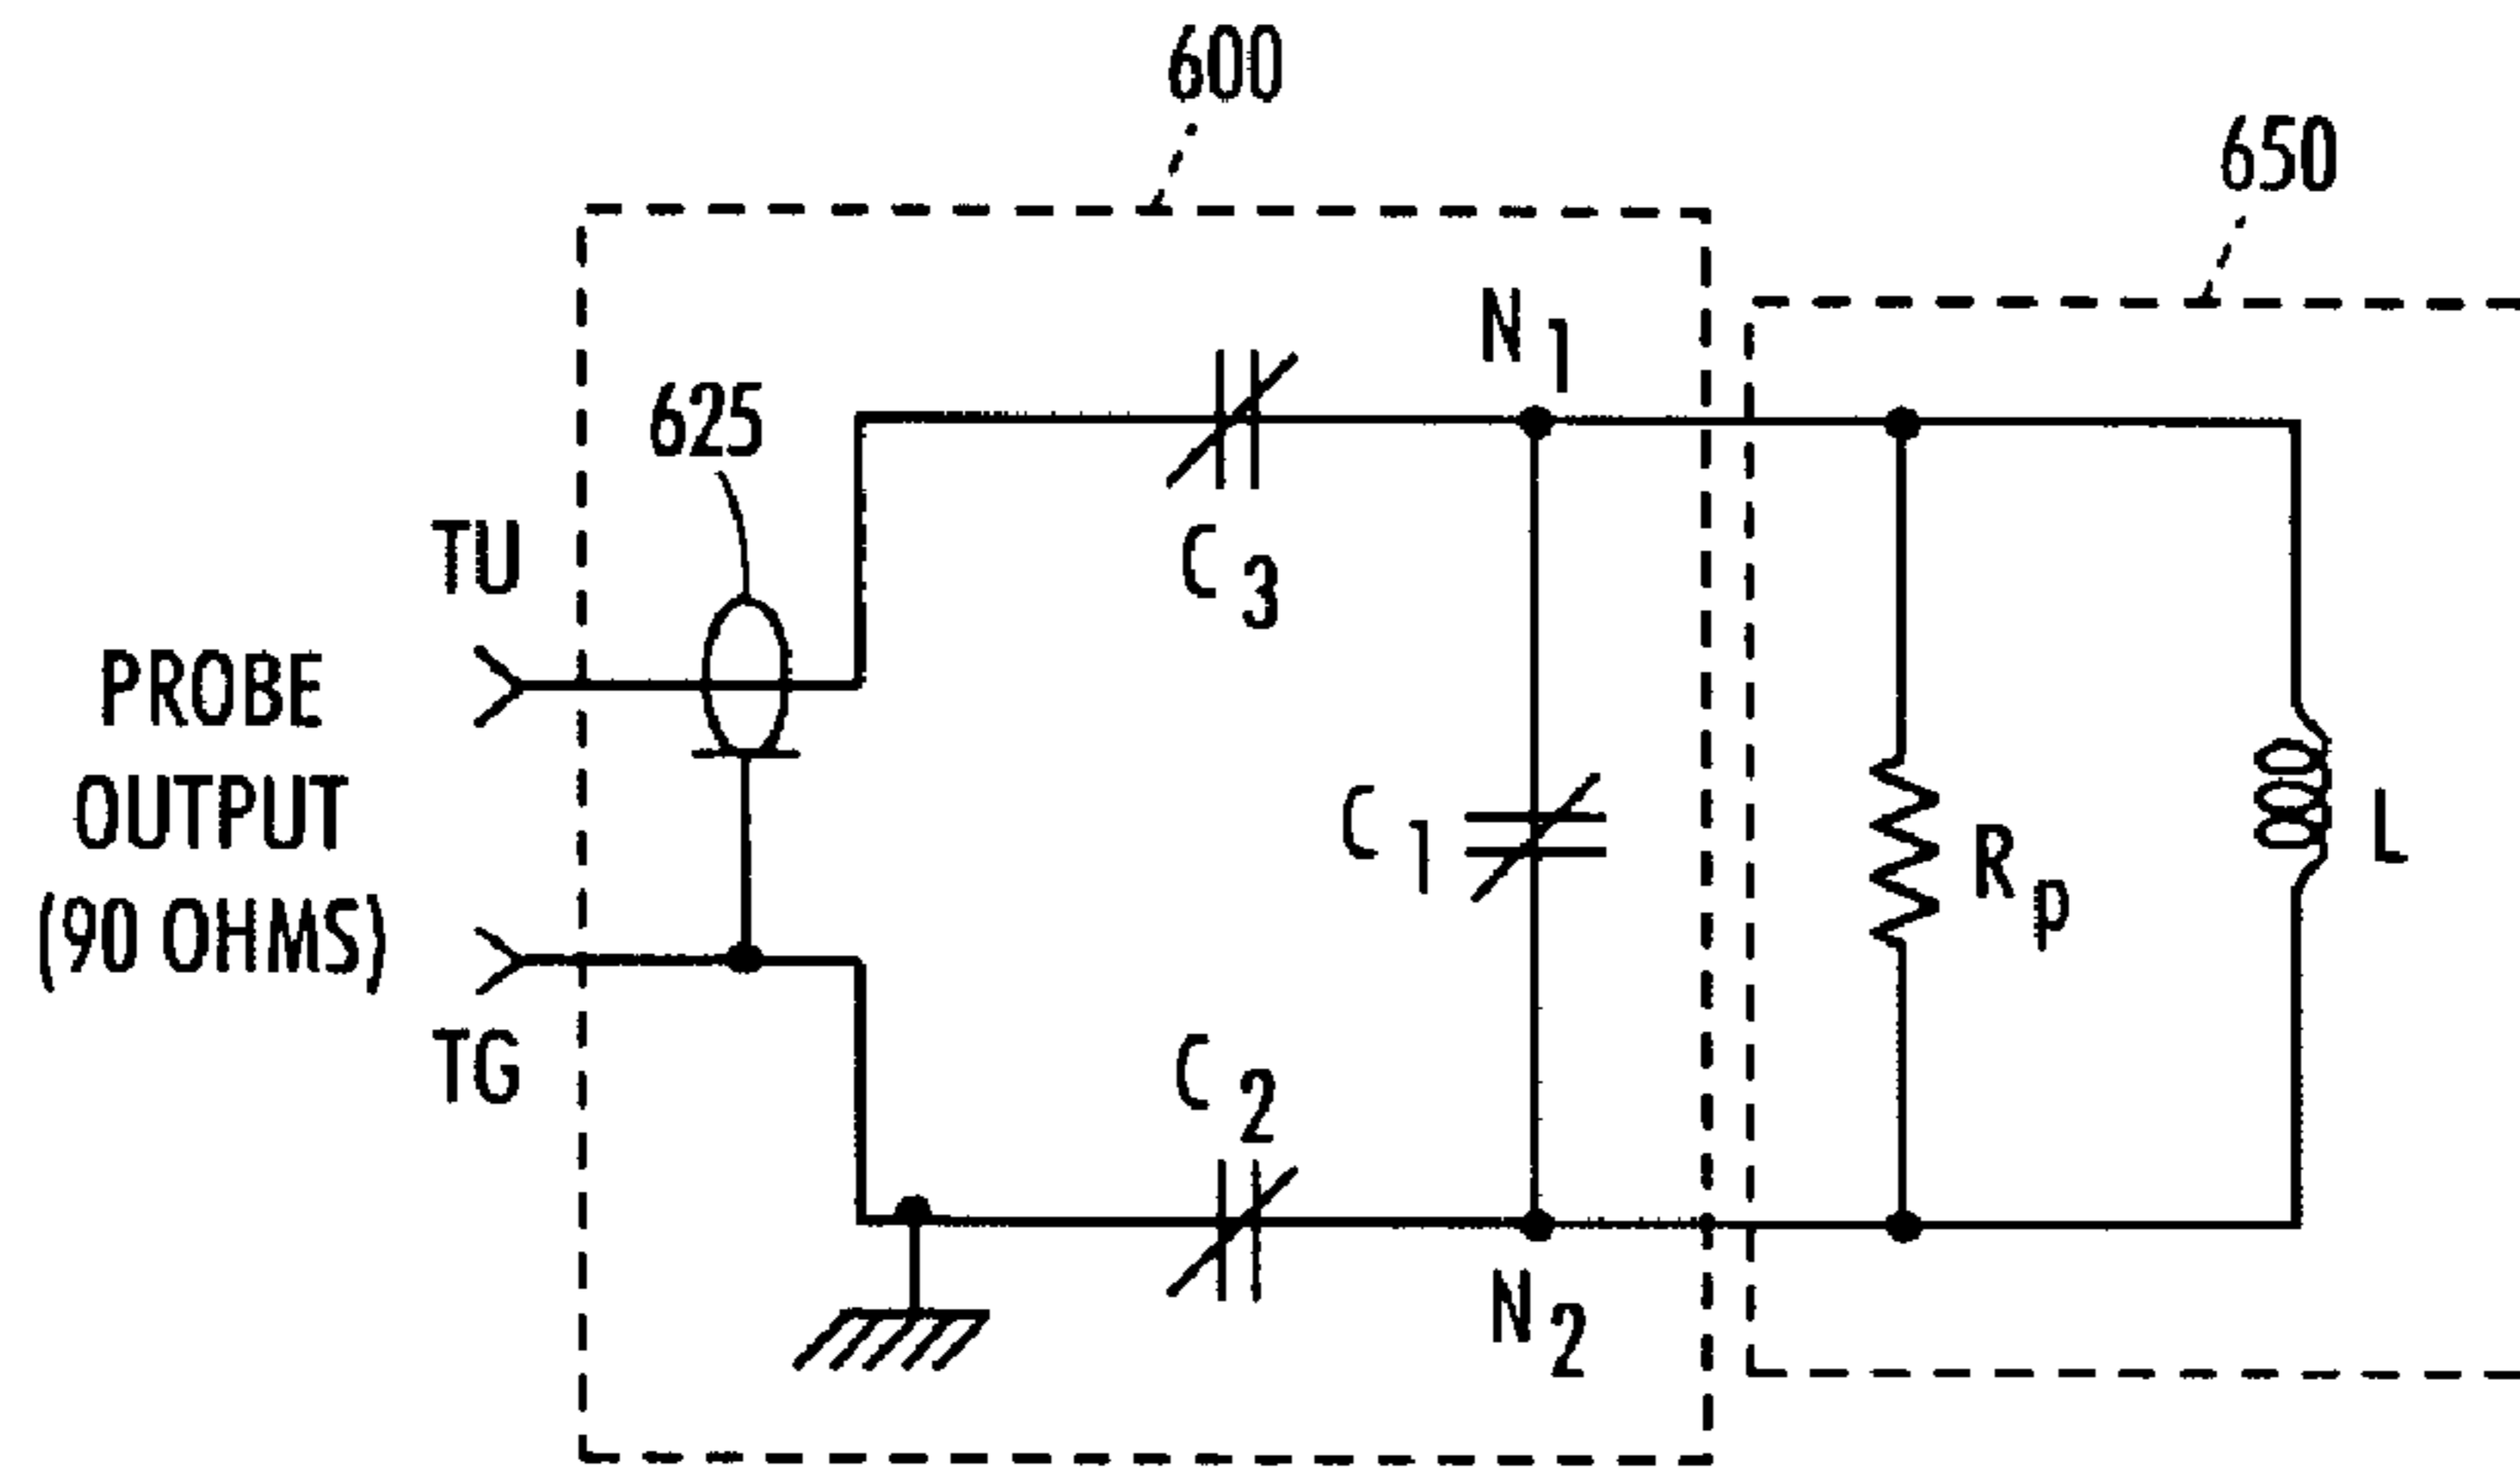 600
650
N1
625
C3
TU
PROBE
OUTPUT
(90 OHMS)
C1
Rp
L
TG
C2
N2